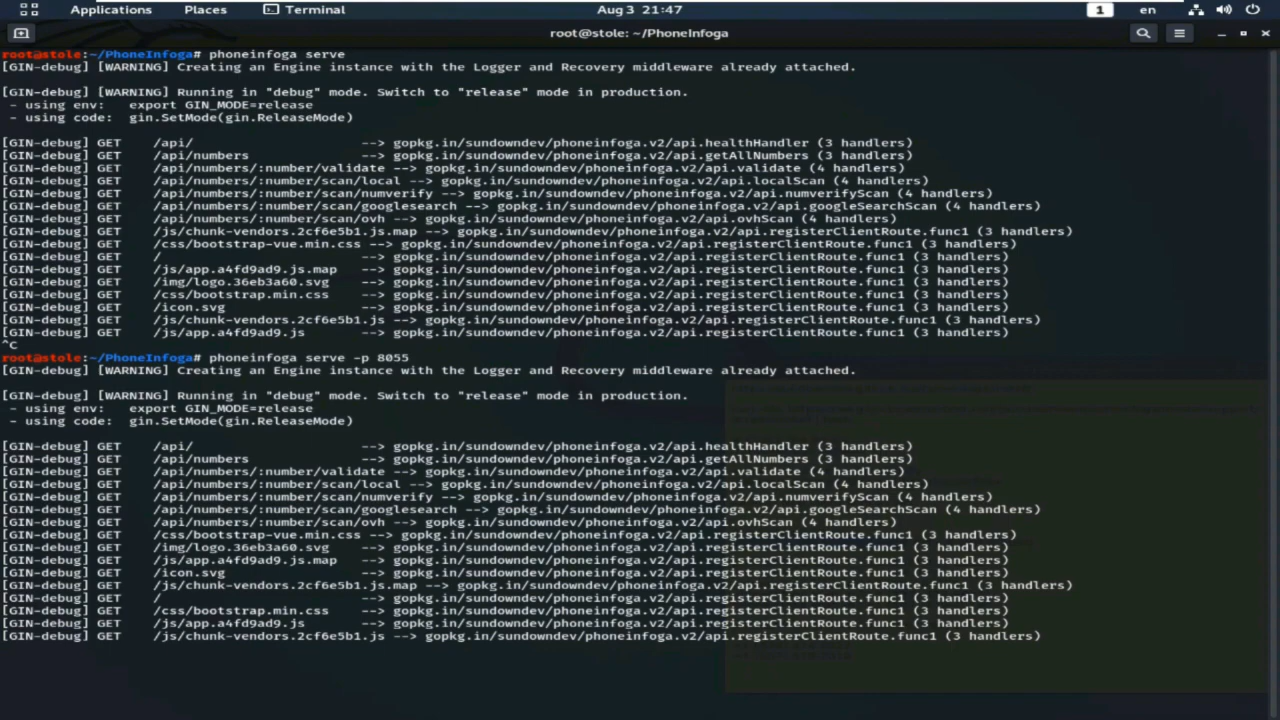 Applications Places Terminal Aug 3 21:47 1 en
root@stole: ~/PhoneInfoga
root@stole:~/PhoneInfoga# phoneinfoga serve
[GIN-debug] [WARNING] Creating an Engine instance with the Logger and Recovery middleware already attached.
[GIN-debug] [WARNING] Running in "debug" mode. Switch to "release" mode in production.
- using env: export GIN_MODE=release
- using code: gin.SetMode(gin.ReleaseMode)
[GIN-debug] GET /api/ --> gopkg.in/sundowndev/phoneinfoga.v2/api.healthHandler (3 handlers)
[GIN-debug] GET /api/numbers --> gopkg.in/sundowndev/phoneinfoga.v2/api.getAllNumbers (3 handlers)
[GIN-debug] GET /api/numbers/:number/validate --> gopkg.in/sundowndev/phoneinfoga.v2/api.validate (4 handlers)
[GIN-debug] GET /api/numbers/:number/scan/local --> gopkg.in/sundowndev/phoneinfoga.v2/api.localScan (4 handlers)
[GIN-debug] GET /api/numbers/:number/scan/numverify --> gopkg.in/sundowndev/phoneinfoga.v2/api.numverifyScan (4 handlers)
[GIN-debug] GET /api/numbers/:number/scan/googlesearch --> gopkg.in/sundowndev/phoneinfoga.v2/api.googleSearchScan (4 handlers)
[GIN-debug] GET /api/numbers/:number/scan/ovh --> gopkg.in/sundowndev/phoneinfoga.v2/api.ovhScan (4 handlers)
[GIN-debug] GET /js/chunk-vendors.2cf6e5b1.js.map --> gopkg.in/sundowndev/phoneinfoga.v2/api.registerClientRoute.func1 (3 handlers)
[GIN-debug] GET /css/bootstrap-vue.min.css --> gopkg.in/sundowndev/phoneinfoga.v2/api.registerClientRoute.func1 (3 handlers)
[GIN-debug] GET / --> gopkg.in/sundowndev/phoneinfoga.v2/api.registerClientRoute.func1 (3 handlers)
[GIN-debug] GET /js/app.a4fd9ad9.js.map --> gopkg.in/sundowndev/phoneinfoga.v2/api.registerClientRoute.func1 (3 handlers)
[GIN-debug] GET /img/logo.36eb3a60.svg --> gopkg.in/sundowndev/phoneinfoga.v2/api.registerClientRoute.func1 (3 handlers)
[GIN-debug] GET /css/bootstrap.min.css --> gopkg.in/sundowndev/phoneinfoga.v2/api.registerClientRoute.func1 (3 handlers)
[GIN-debug] GET /icon.svg --> gopkg.in/sundowndev/phoneinfoga.v2/api.registerClientRoute.func1 (3 handlers)
[GIN-debug] GET /js/chunk-vendors.2cf6e5b1.js --> gopkg.in/sundowndev/phoneinfoga.v2/api.registerClientRoute.func1 (3 handlers)
[GIN-debug] GET /js/app.a4fd9ad9.js --> gopkg.in/sundowndev/phoneinfoga.v2/api.registerClientRoute.func1 (3 handlers)
^C
root@stole:~/PhoneInfoga# phoneinfoga serve -p 8055
[GIN-debug] [WARNING] Creating an Engine instance with the Logger and Recovery middleware already attached.
[GIN-debug] [WARNING] Running in "debug" mode. Switch to "release" mode in production.
- using env: export GIN_MODE=release
- using code: gin.SetMode(gin.ReleaseMode)
[GIN-debug] GET /api/ --> gopkg.in/sundowndev/phoneinfoga.v2/api.healthHandler (3 handlers)
[GIN-debug] GET /api/numbers --> gopkg.in/sundowndev/phoneinfoga.v2/api.getAllNumbers (3 handlers)
[GIN-debug] GET /api/numbers/:number/validate --> gopkg.in/sundowndev/phoneinfoga.v2/api.validate (4 handlers)
[GIN-debug] GET /api/numbers/:number/scan/local --> gopkg.in/sundowndev/phoneinfoga.v2/api.localScan (4 handlers)
[GIN-debug] GET /api/numbers/:number/scan/numverify --> gopkg.in/sundowndev/phoneinfoga.v2/api.numverifyScan (4 handlers)
[GIN-debug] GET /api/numbers/:number/scan/googlesearch --> gopkg.in/sundowndev/phoneinfoga.v2/api.googleSearchScan (4 handlers)
[GIN-debug] GET /api/numbers/:number/scan/ovh --> gopkg.in/sundowndev/phoneinfoga.v2/api.ovhScan (4 handlers)
[GIN-debug] GET /css/bootstrap-vue.min.css --> gopkg.in/sundowndev/phoneinfoga.v2/api.registerClientRoute.func1 (3 handlers)
[GIN-debug] GET /img/logo.36eb3a60.svg --> gopkg.in/sundowndev/phoneinfoga.v2/api.registerClientRoute.func1 (3 handlers)
[GIN-debug] GET /js/app.a4fd9ad9.js.map --> gopkg.in/sundowndev/phoneinfoga.v2/api.registerClientRoute.func1 (3 handlers)
[GIN-debug] GET /icon.svg --> gopkg.in/sundowndev/phoneinfoga.v2/api.registerClientRoute.func1 (3 handlers)
[GIN-debug] GET /js/chunk-vendors.2cf6e5b1.js.map --> gopkg.in/sundowndev/phoneinfoga.v2/api.registerClientRoute.func1 (3 handlers)
[GIN-debug] GET / --> gopkg.in/sundowndev/phoneinfoga.v2/api.registerClientRoute.func1 (3 handlers)
[GIN-debug] GET /css/bootstrap.min.css --> gopkg.in/sundowndev/phoneinfoga.v2/api.registerClientRoute.func1 (3 handlers)
[GIN-debug] GET /js/app.a4fd9ad9.js --> gopkg.in/sundowndev/phoneinfoga.v2/api.registerClientRoute.func1 (3 handlers)
[GIN-debug] GET /js/chunk-vendors.2cf6e5b1.js --> gopkg.in/sundowndev/phoneinfoga.v2/api.registerClientRoute.func1 (3 handlers)